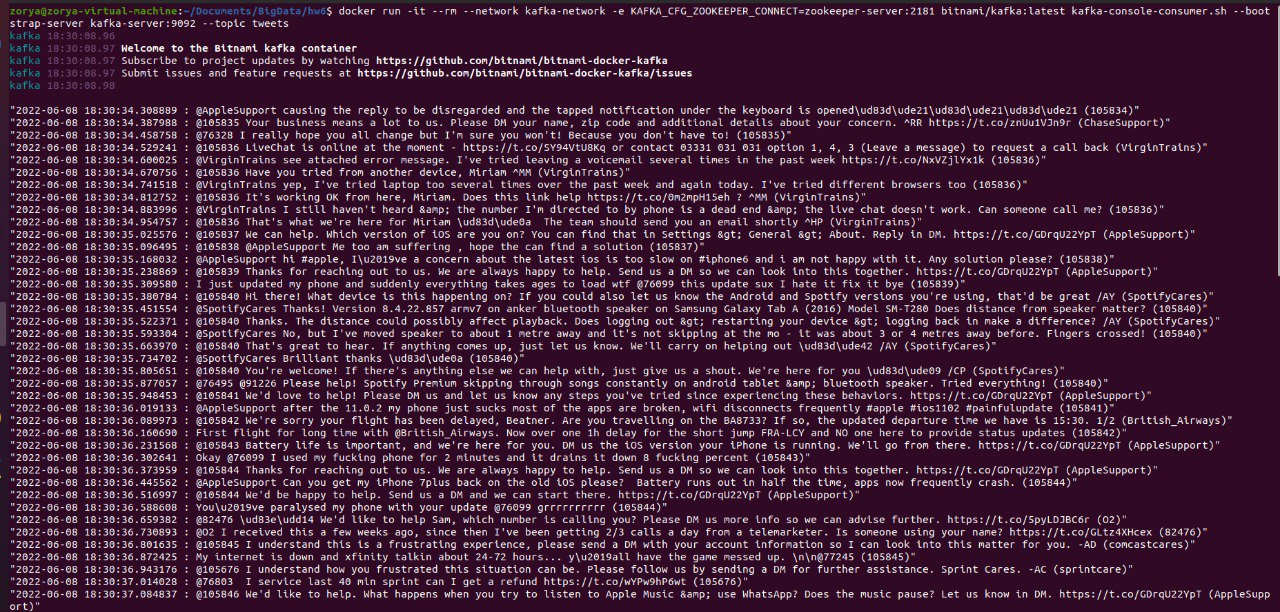 zorya@zorya-virtual-machine:~/Documents/BigData/hw6$ docker run -it --rm --network kafka-network -e KAFKA_CFG_ZOOKEEPER_CONNECT=zookeeper-server:2181 bitnami/kafka:latest kafka-console-consumer.sh --boot
strap-server kafka-server:9092 --topic tweets
kafka 18:30:08.96
kafka 18:30:08.97 Welcome to the Bitnami kafka container
kafka 18:30:08.97 Subscribe to project updates by watching https://github.com/bitnami/bitnami-docker-kafka
kafka 18:30:08.97 Submit issues and feature requests at https://github.com/bitnami/bitnami-docker-kafka/issues
kafka 18:30:08.98
"2022-06-08 18:30:34.308889 : @AppleSupport causing the reply to be disregarded and the tapped notification under the keyboard is opened\ud83d\ude21\ud83d\ude21\ud83d\ude21 (105834)"
"2022-06-08 18:30:34.387988 : @105835 Your business means a lot to us. Please DM your name, zip code and additional details about your concern. ^RR https://t.co/znUu1VJn9r (ChaseSupport)"
"2022-06-08 18:30:34.458758 : @76328 I really hope you all change but I'm sure you won't! Because you don't have to! (105835)"
"2022-06-08 18:30:34.529241 : @105836 LiveChat is online at the moment - https://t.co/SY94VtU8Kq or contact 03331 031 031 option 1, 4, 3 (Leave a message) to request a call back (VirginTrains)"
"2022-06-08 18:30:34.600025 : @VirginTrains see attached error message. I've tried leaving a voicemail several times in the past week https://t.co/NxVZjlYx1k (105836)"
"2022-06-08 18:30:34.670756 : @105836 Have you tried from another device, Miriam ^MM (VirginTrains)"
"2022-06-08 18:30:34.741518 : @VirginTrains yep, I've tried laptop too several times over the past week and again today. I've tried different browsers too (105836)"
"2022-06-08 18:30:34.812752 : @105836 It's working OK from here, Miriam. Does this link help https://t.co/0m2mpH15eh ? ^MM (VirginTrains)"
"2022-06-08 18:30:34.883996 : @VirginTrains I still haven't heard &amp; the number I'm directed to by phone is a dead end &amp; the live chat doesn't work. Can someone call me? (105836)"
"2022-06-08 18:30:34.954757 : @105836 That's what we're here for Miriam \ud83d\ude0a  The team should send you an email shortly ^HP (VirginTrains)"
"2022-06-08 18:30:35.025576 : @105837 We can help. Which version of iOS are you on? You can find that in Settings &gt; General &gt; About. Reply in DM. https://t.co/GDrqU22YpT (AppleSupport)"
"2022-06-08 18:30:35.096495 : @105838 @AppleSupport Me too am suffering , hope the can find a solution (105837)"
"2022-06-08 18:30:35.168032 : @AppleSupport hi #apple, I\u2019ve a concern about the latest ios is too slow on #iphone6 and i am not happy with it. Any solution please? (105838)"
"2022-06-08 18:30:35.238869 : @105839 Thanks for reaching out to us. We are always happy to help. Send us a DM so we can look into this together. https://t.co/GDrqU22YpT (AppleSupport)"
"2022-06-08 18:30:35.309580 : I just updated my phone and suddenly everything takes ages to load wtf @76099 this update sux I hate it fix it bye (105839)"
"2022-06-08 18:30:35.380784 : @105840 Hi there! What device is this happening on? If you could also let us know the Android and Spotify versions you're using, that'd be great /AY (SpotifyCares)"
"2022-06-08 18:30:35.451554 : @SpotifyCares Thanks! Version 8.4.22.857 armv7 on anker bluetooth speaker on Samsung Galaxy Tab A (2016) Model SM-T280 Does distance from speaker matter? (105840)"
"2022-06-08 18:30:35.522371 : @105840 Thanks. The distance could possibly affect playback. Does logging out &gt; restarting your device &gt; logging back in make a difference? /AY (SpotifyCares)"
"2022-06-08 18:30:35.593304 : @SpotifyCares No, but I've moved speaker to about 1 metre away and it's not skipping at the mo - it was about 3 or 4 metres away before. Fingers crossed! (105840)"
"2022-06-08 18:30:35.663970 : @105840 That's great to hear. If anything comes up, just let us know. We'll carry on helping out \ud83d\ude42 /AY (SpotifyCares)"
"2022-06-08 18:30:35.734702 : @SpotifyCares Brilliant thanks \ud83d\ude0a (105840)"
"2022-06-08 18:30:35.805651 : @105840 You're welcome! If there's anything else we can help with, just give us a shout. We're here for you \ud83d\ude09 /CP (SpotifyCares)"
"2022-06-08 18:30:35.877057 : @76495 @91226 Please help! Spotify Premium skipping through songs constantly on android tablet &amp; bluetooth speaker. Tried everything! (105840)"
"2022-06-08 18:30:35.948453 : @105841 We'd love to help! Please DM us and let us know any steps you've tried since experiencing these behaviors. https://t.co/GDrqU22YpT (AppleSupport)"
"2022-06-08 18:30:36.019133 : @AppleSupport after the 11.0.2 my phone just sucks most of the apps are broken, wifi disconnects frequently #apple #ios1102 #painfulupdate (105841)"
"2022-06-08 18:30:36.089973 : @105842 We're sorry your flight has been delayed, Beatner. Are you travelling on the BA8733? If so, the updated departure time we have is 15:30. 1/2 (British_Airways)"
"2022-06-08 18:30:36.160690 : First flight for long time with @British_Airways. Now over one 1h delay for the short jump FRA-LCY and NO one here to provide status updates (105842)"
"2022-06-08 18:30:36.231568 : @105843 Battery life is important, and we're here for you. DM us the iOS version your iPhone is running. We'll go from there. https://t.co/GDrqU22YpT (AppleSupport)"
"2022-06-08 18:30:36.302641 : Okay @76099 I used my fucking phone for 2 minutes and it drains it down 8 fucking percent (105843)"
"2022-06-08 18:30:36.373959 : @105844 Thanks for reaching out to us. We are always happy to help. Send us a DM so we can look into this together. https://t.co/GDrqU22YpT (AppleSupport)"
"2022-06-08 18:30:36.445562 : @AppleSupport Can you get my iPhone 7plus back on the old iOS please?  Battery runs out in half the time, apps now frequently crash. (105844)"
"2022-06-08 18:30:36.516997 : @105844 We'd be happy to help. Send us a DM and we can start there. https://t.co/GDrqU22YpT (AppleSupport)"
"2022-06-08 18:30:36.588608 : You\u2019ve paralysed my phone with your update @76099 grrrrrrrrrr (105844)"
"2022-06-08 18:30:36.659382 : @82476 \ud83e\udd14 We'd like to help Sam, which number is calling you? Please DM us more info so we can advise further. https://t.co/5pyLDJBC6r (O2)"
"2022-06-08 18:30:36.730893 : @O2 I received this a few weeks ago, since then I've been getting 2/3 calls a day from a telemarketer. Is someone using your name? https://t.co/GLtz4XHcex (82476)"
"2022-06-08 18:30:36.801635 : @105845 I understand this is a frustrating experience, please send a DM with your account information so I can look into this matter for you. -AD (comcastcares)"
"2022-06-08 18:30:36.872425 : My internet is down and xfinity talkin about 24-72 hours... y\u2019all have the game messed up. \n\n@77245 (105845)"
"2022-06-08 18:30:36.943176 : @105676 I understand how you frustrated this situation can be. Please follow us by sending a DM for further assistance. Sprint Cares. -AC (sprintcare)"
"2022-06-08 18:30:37.014028 : @76803  I service last 40 min sprint can I get a refund https://t.co/wYPw9hP6wt (105676)"
"2022-06-08 18:30:37.084837 : @105846 We'd like to help. What happens when you try to listen to Apple Music &amp; use WhatsApp? Does the music pause? Let us know in DM. https://t.co/GDrqU22YpT (AppleSupp
ort)"